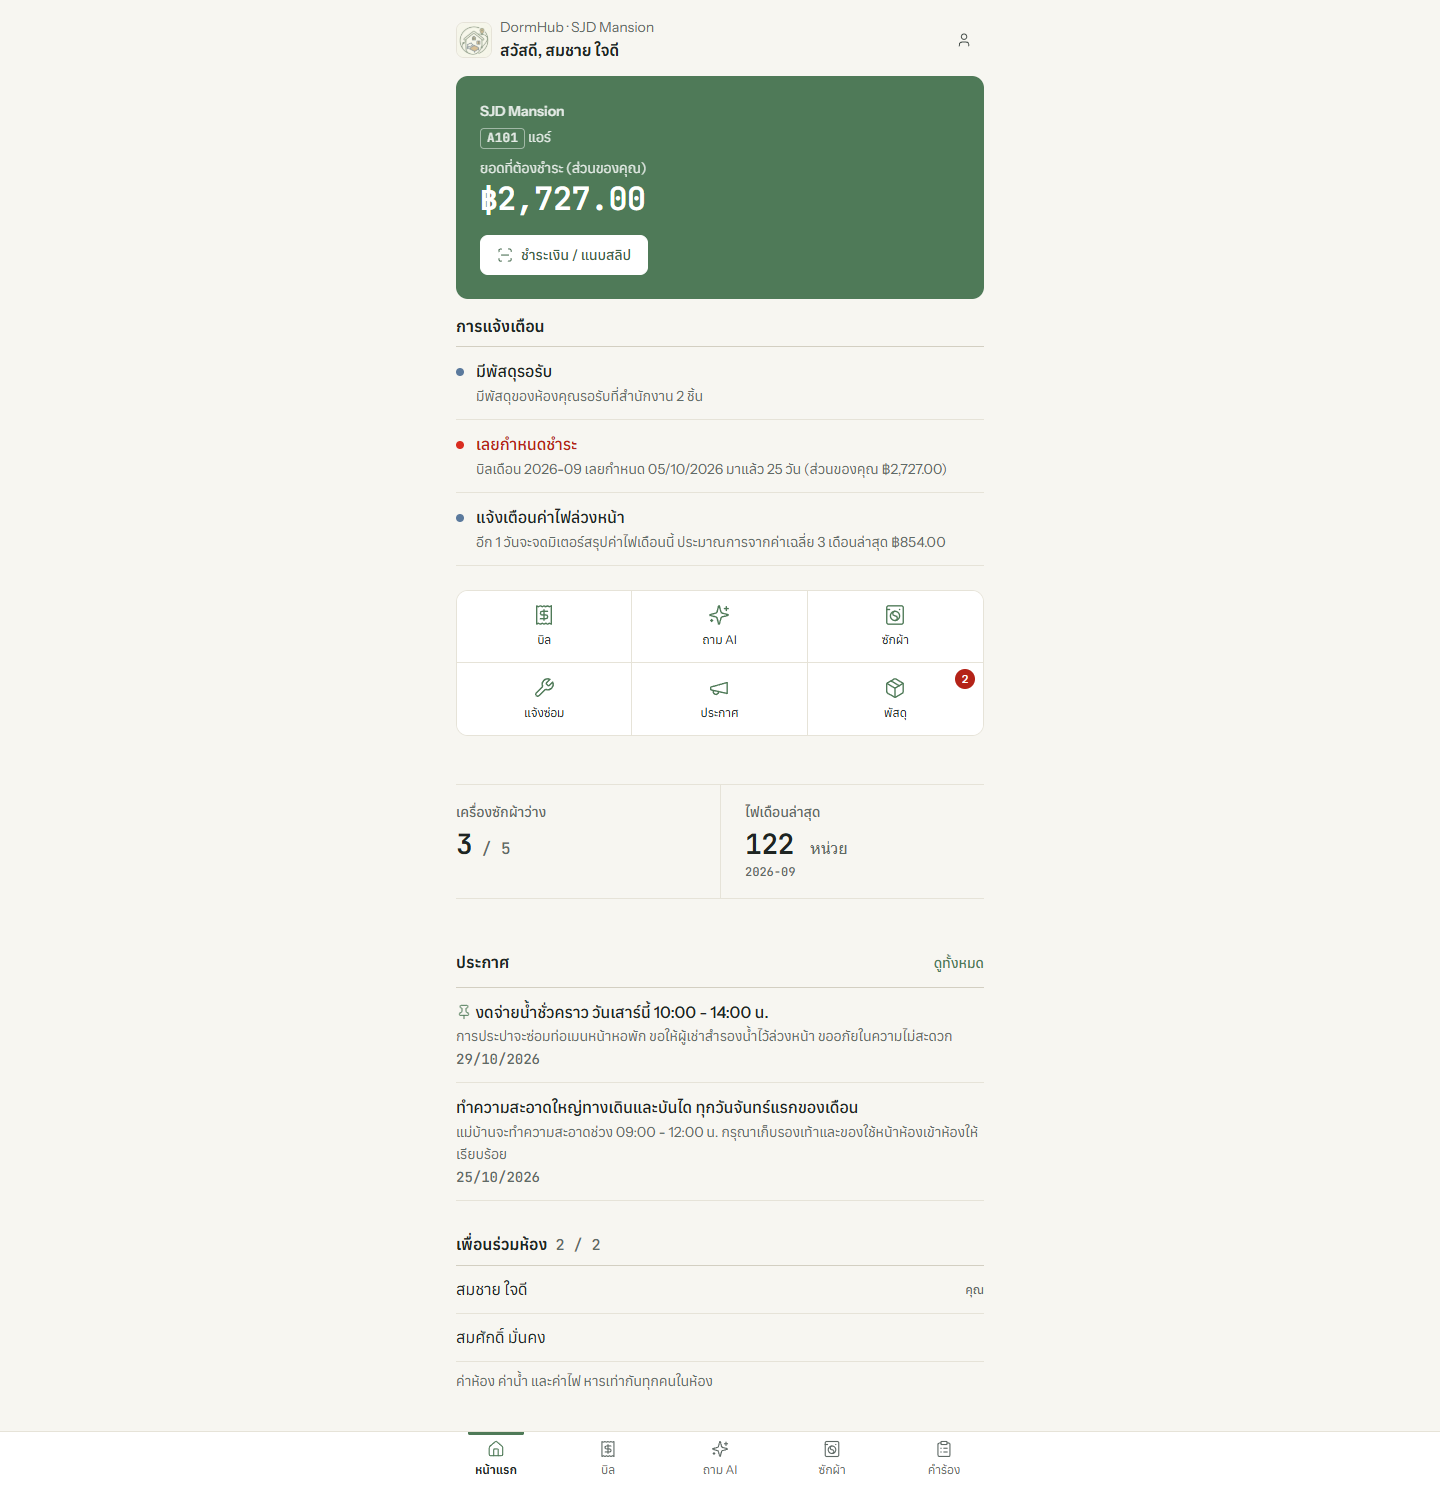 DormHub · SJD Mansion
สวัสดี, สมชาย ใจดี
SJD Mansion
A101 แอร์
ยอดที่ต้องชำระ (ส่วนของคุณ)
฿2,727.00
ชำระเงิน / แนบสลิป
การแจ้งเตือน
มีพัสดุรอรับ
มีพัสดุของห้องคุณรอรับที่สำนักงาน 2 ชิ้น
เลยกำหนดชำระ
บิลเดือน 2026-09 เลยกำหนด 05/10/2026 มาแล้ว 25 วัน (ส่วนของคุณ ฿2,727.00)
แจ้งเตือนค่าไฟล่วงหน้า
อีก 1 วันจะจดมิเตอร์สรุปค่าไฟเดือนนี้ ประมาณการจากค่าเฉลี่ย 3 เดือนล่าสุด ฿854.00
บิล
ถาม AI
ซักผ้า
แจ้งซ่อม
ประกาศ
พัสดุ
2
เครื่องซักผ้าว่าง
3 / 5
ไฟเดือนล่าสุด
122 หน่วย
2026-09
ประกาศ
ดูทั้งหมด
งดจ่ายน้ำชั่วคราว วันเสาร์นี้ 10:00 - 14:00 น.
การประปาจะซ่อมท่อเมนหน้าหอพัก ขอให้ผู้เช่าสำรองน้ำไว้ล่วงหน้า ขออภัยในความไม่สะดวก
29/10/2026
ทำความสะอาดใหญ่ทางเดินและบันได ทุกวันจันทร์แรกของเดือน
แม่บ้านจะทำความสะอาดช่วง 09:00 - 12:00 น. กรุณาเก็บรองเท้าและของใช้หน้าห้องเข้าห้องให้
เรียบร้อย
25/10/2026
เพื่อนร่วมห้อง 2 / 2
สมชาย ใจดี
คุณ
สมศักดิ์ มั่นคง
ค่าห้อง ค่าน้ำ และค่าไฟ หารเท่ากันทุกคนในห้อง
หน้าแรก
บิล
ถาม AI
ซักผ้า
คำร้อง